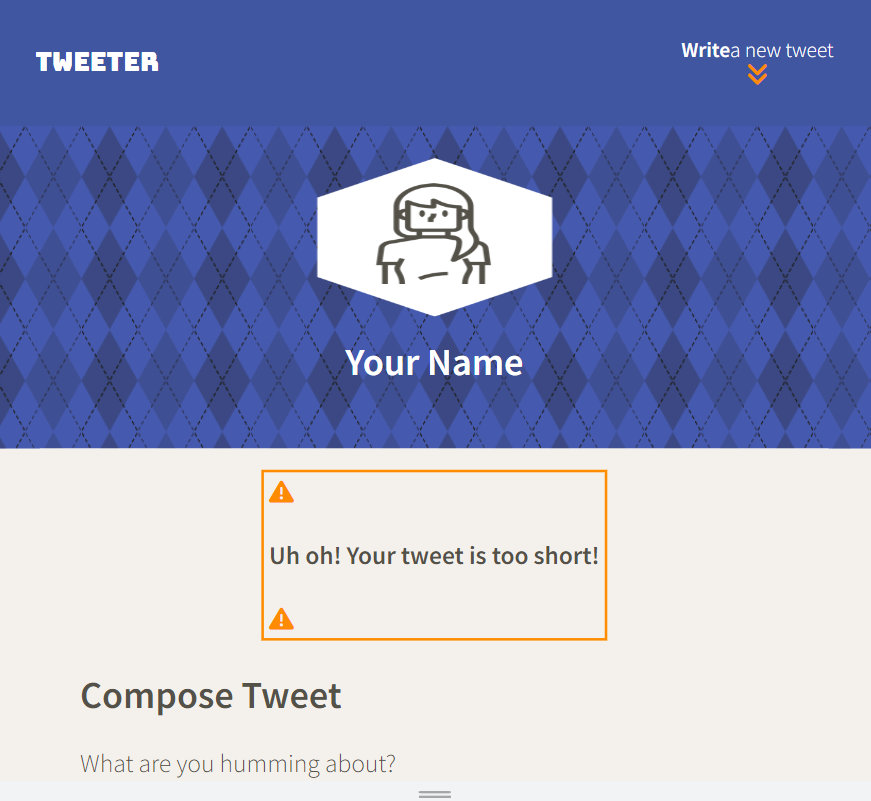 TWEETER
Writea new tweet
Your Name
Uh oh! Your tweet is too short!
Compose Tweet
What are you humming about?